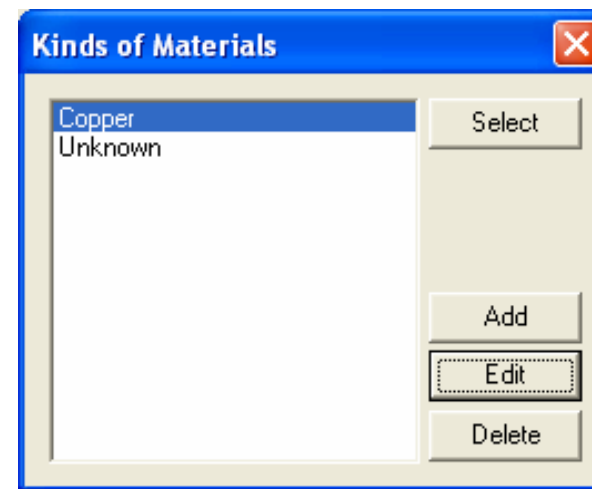 Kinds of Materials
Copper
Unknown
Select
Add
Edit
Delete